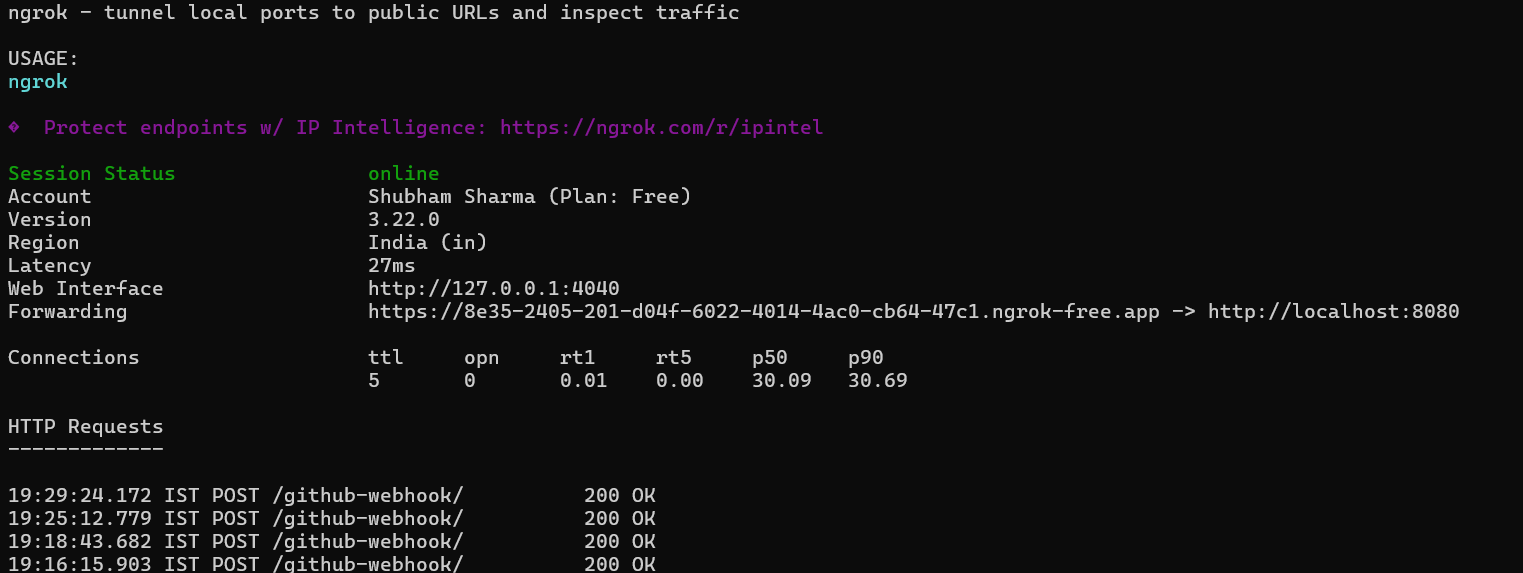 ngrok - tunnel local ports to public URLs and inspect traffic
USAGE:
ngrok
� Protect endpoints w/ IP Intelligence: https://ngrok.com/r/ipintel
Session Status online
Account Shubham Sharma (Plan: Free)
Version 3.22.0
Region India (in)
Latency 27ms
Web Interface http://127.0.0.1:4040
Forwarding https://8e35-2405-201-d04f-6022-4014-4ac0-cb64-47c1.ngrok-free.app -> http://localhost:8080
Connections ttl opn rt1 rt5 p50 p90
5 0 0.01 0.00 30.09 30.69
HTTP Requests
-------------
19:29:24.172 IST POST /github-webhook/ 200 OK
19:25:12.779 IST POST /github-webhook/ 200 OK
19:18:43.682 IST POST /github-webhook/ 200 OK
19:16:15.903 IST POST /github-webhook/ 200 OK